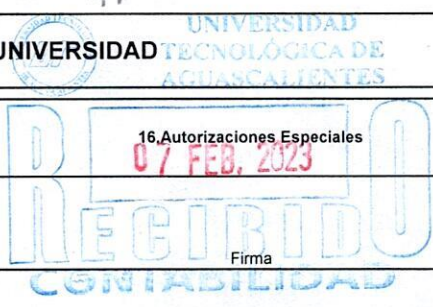 UNIVERSIDAD
TECNOLÓGICA DE
AGUASCALIENTES
UNIVERSIDAD
16.Autorizaciones Especiales
07 FEB. 2023
RECIBIDO
Firma
CONTABILIDAD